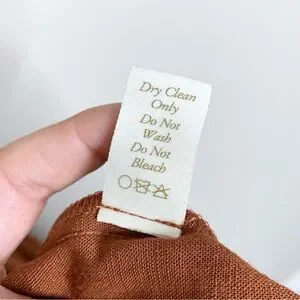 Dry Clean
Only
Do Not
Wash
Do Not
Bleach